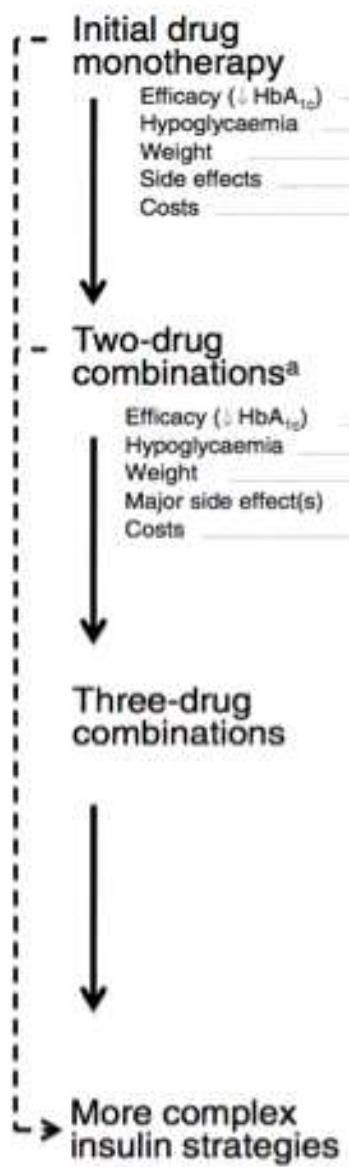 Initial drug
monotherapy
Efficacy (↓ HbA₁c)
Hypoglycaemia
Weight
Side effects
Costs
Two-drug
combinationsᵃ
Efficacy (↓ HbA₁c)
Hypoglycaemia
Weight
Major side effect(s)
Costs
Three-drug
combinations
More complex
insulin strategies